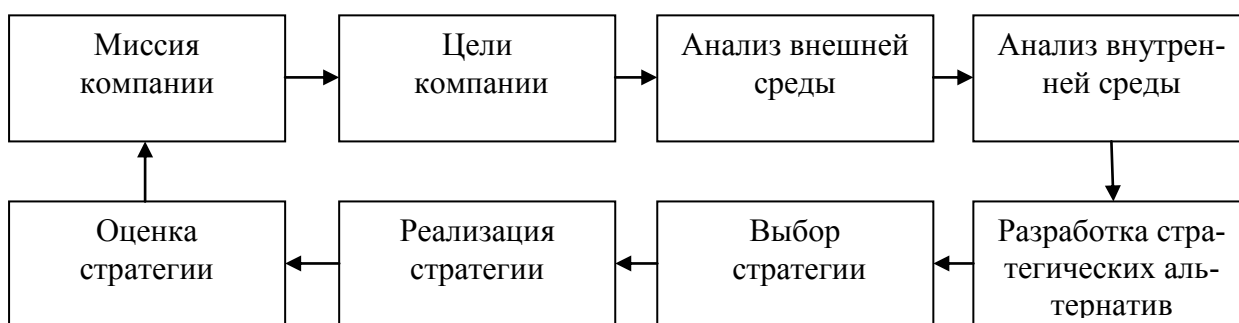 Миссия
компании
Цели
компании
Анализ внешней
среды
Анализ внутрен-
ней среды
Оценка
стратегии
Реализация
стратегии
Выбор
стратегии
Разработка стра-
тегических аль-
тернатив